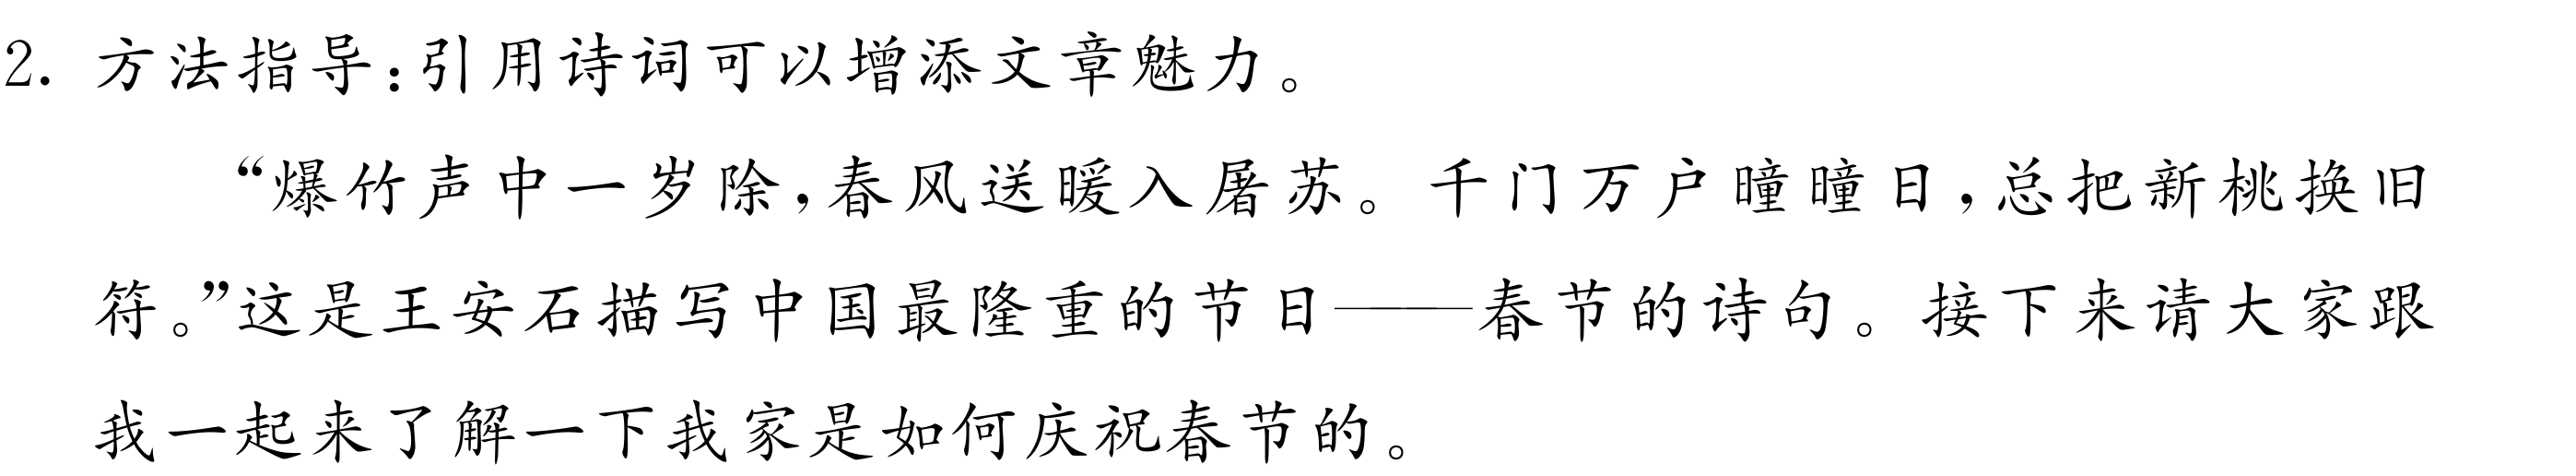 2. 方法指导:引用诗词可以增添文章魅力。
“爆竹声中一岁除,春风送暖入屠苏。千门万户曈曈日,总把新桃换旧
符。”这是王安石描写中国最隆重的节日——春节的诗句。接下来请大家跟
我一起来了解一下我家是如何庆祝春节的。